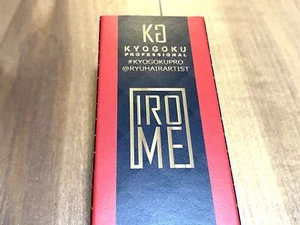 KG
KYOGOKU
PROFESSIONAL
#KYOGOKUPRO
@RYUHAIRARTIST
IRO
ME